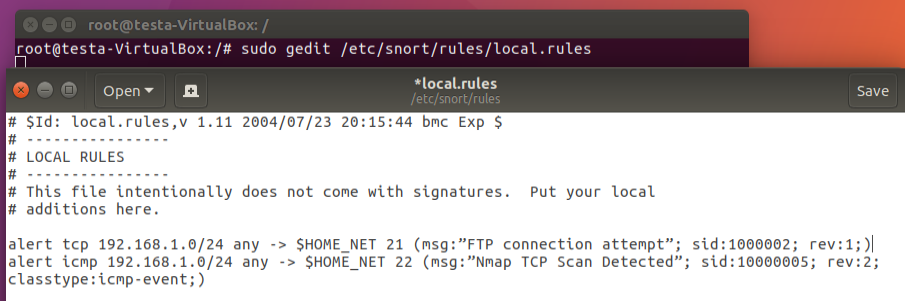 root@testa-VirtualBox: /
root@testa-VirtualBox:/# sudo gedit /etc/snort/rules/local.rules
Open
*local.rules
/etc/snort/rules
Save
# $Id: local.rules,v 1.11 2004/07/23 20:15:44 bmc Exp $
# ----------------
# LOCAL RULES
# ----------------
# This file intentionally does not come with signatures.  Put your local
# additions here.
alert tcp 192.168.1.0/24 any -> $HOME_NET 21 (msg:”FTP connection attempt”; sid:1000002; rev:1;)
alert icmp 192.168.1.0/24 any -> $HOME_NET 22 (msg:”Nmap TCP Scan Detected”; sid:10000005; rev:2;
classtype:icmp-event;)